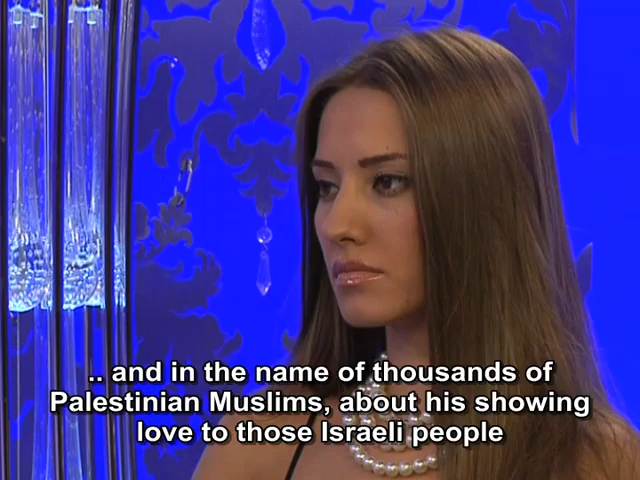 .. and in the name of thousands of
Palestinian Muslims, about his showing
love to those Israeli people